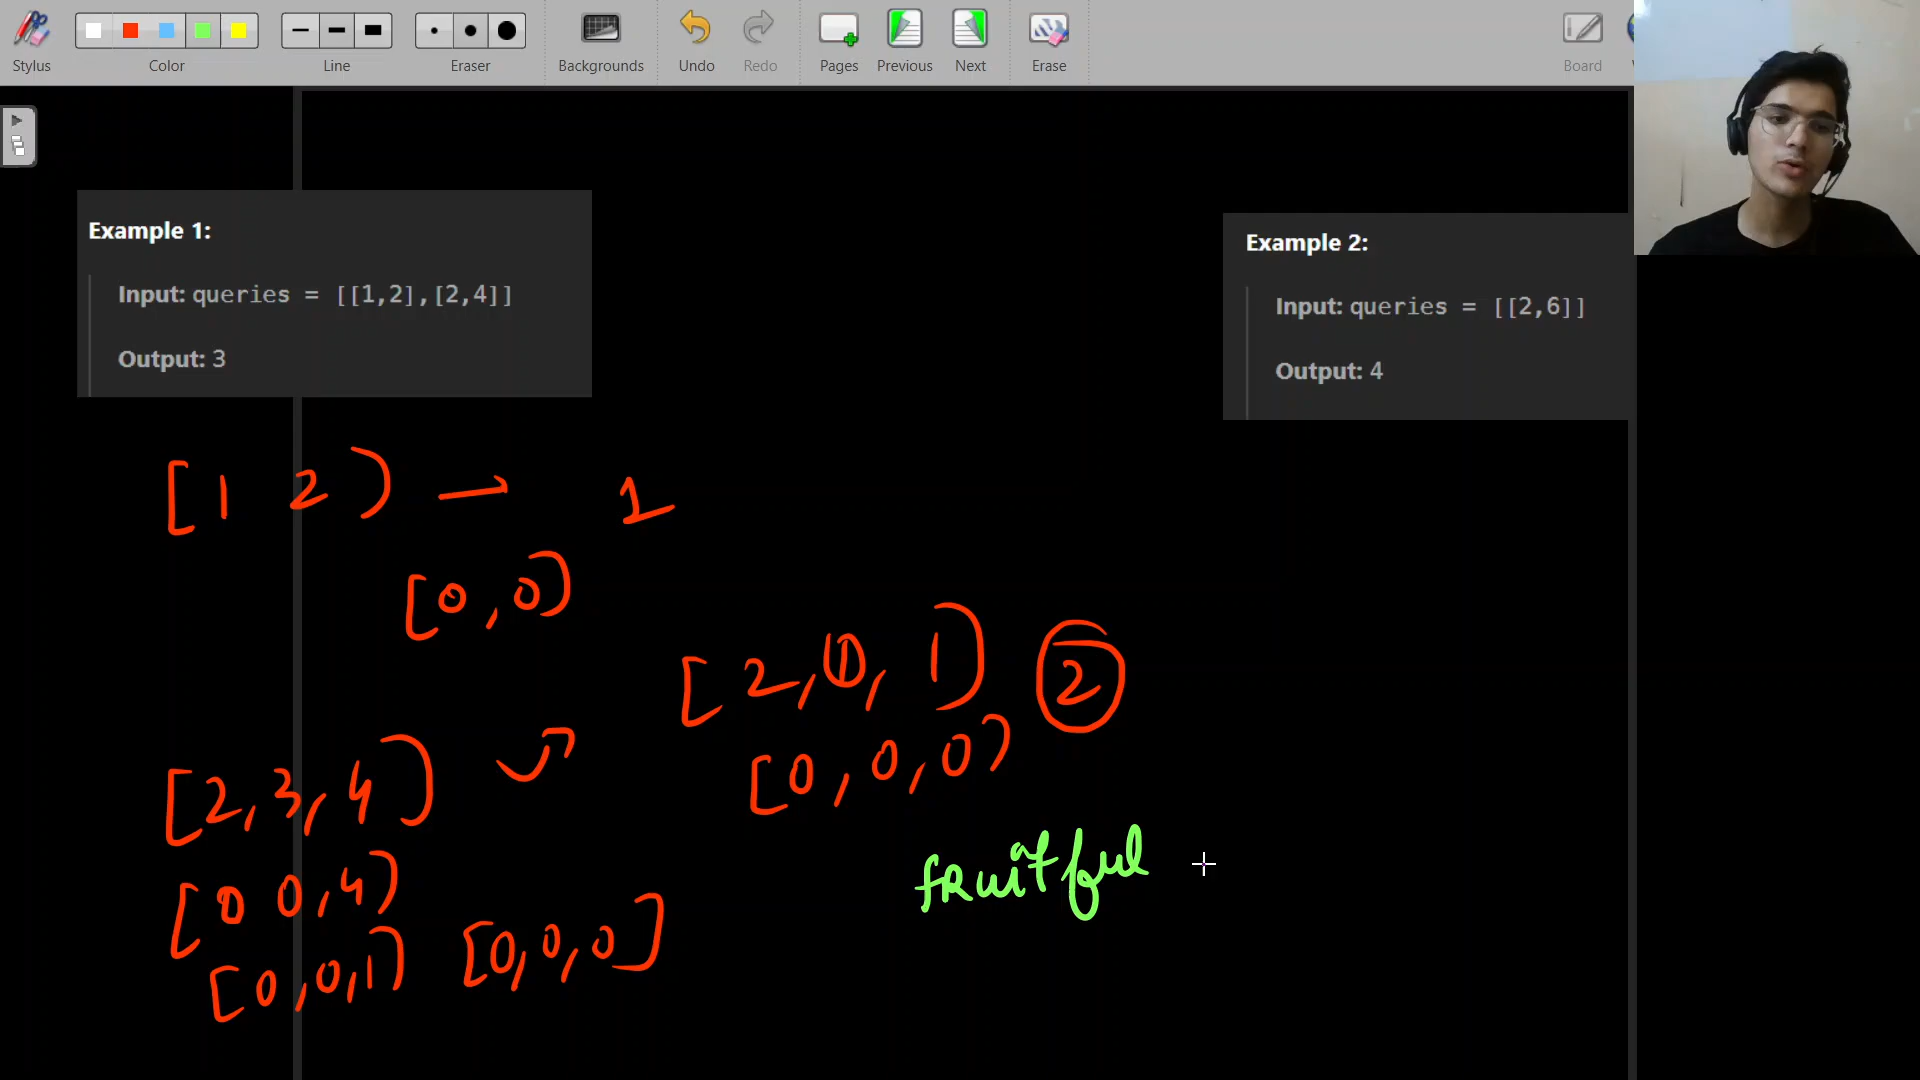 Stylus Color Line Eraser Backgrounds Undo Redo Pages Previous Next Erase Board
Example 1:
Input: queries = [[1,2],[2,4]]
Output: 3
Example 2:
Input: queries = [[2,6]]
Output: 4
[1 2) → 1
[0,0)
[2,0,1) 2
[0,0,0)
[2,3,4)
[0 0,4)
[0,0,1) [0,0,0]
fruitful